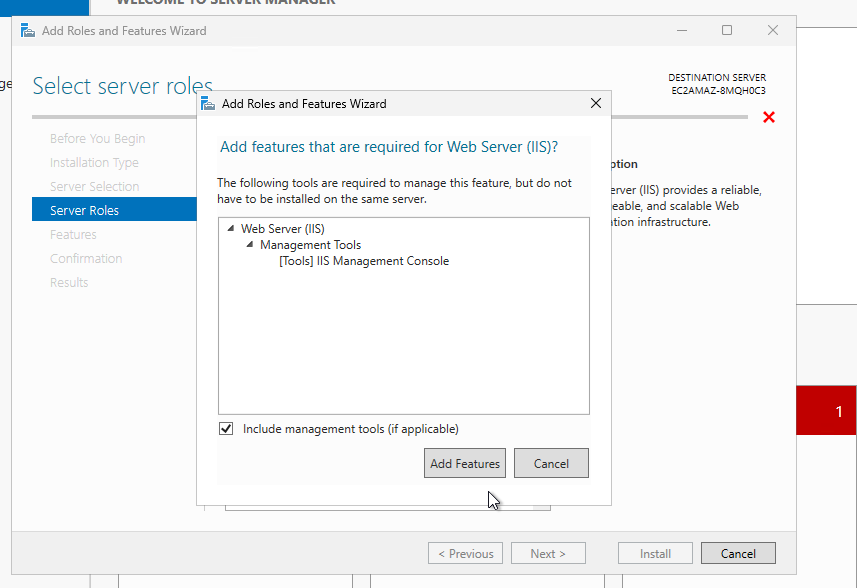 WELCOME TO SERVER MANAGER
Add Roles and Features Wizard
Select server roles
DESTINATION SERVER
EC2AMAZ-8MQH0C3
Before You Begin
Installation Type
Server Selection
Server Roles
Features
Confirmation
Results
Add Roles and Features Wizard
Add features that are required for Web Server (IIS)?
The following tools are required to manage this feature, but do not
have to be installed on the same server.
Web Server (IIS)
Management Tools
[Tools] IIS Management Console
Include management tools (if applicable)
Add Features
Cancel
ption
erver (IIS) provides a reliable,
eable, and scalable Web
tion infrastructure.
1
< Previous
Next >
Install
Cancel